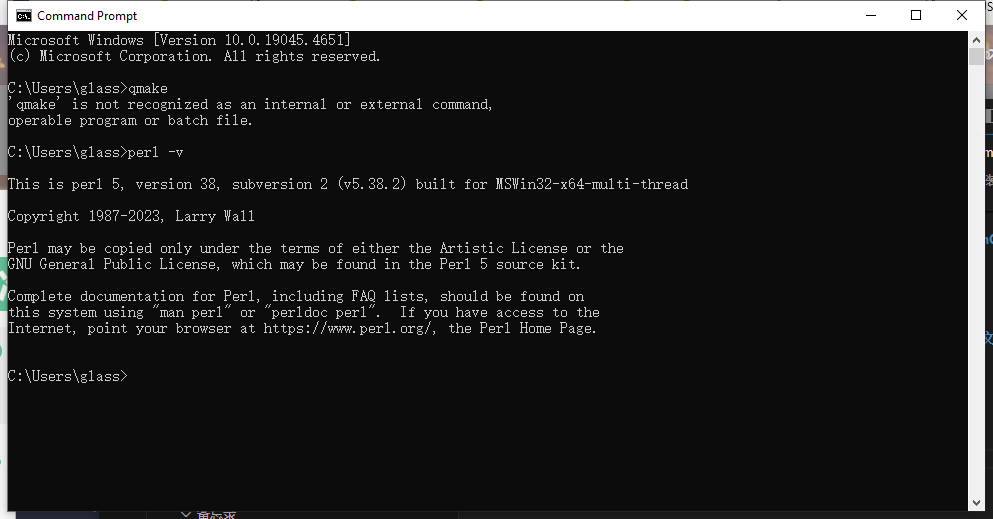 Command Prompt
Microsoft Windows [Version 10.0.19045.4651]
(c) Microsoft Corporation. All rights reserved.
C:\Users\glass>qmake
'qmake' is not recognized as an internal or external command,
operable program or batch file.
C:\Users\glass>perl -v
This is perl 5, version 38, subversion 2 (v5.38.2) built for MSWin32-x64-multi-thread
Copyright 1987-2023, Larry Wall
Perl may be copied only under the terms of either the Artistic License or the
GNU General Public License, which may be found in the Perl 5 source kit.
Complete documentation for Perl, including FAQ lists, should be found on
this system using "man perl" or "perldoc perl".  If you have access to the
Internet, point your browser at https://www.perl.org/, the Perl Home Page.
C:\Users\glass>